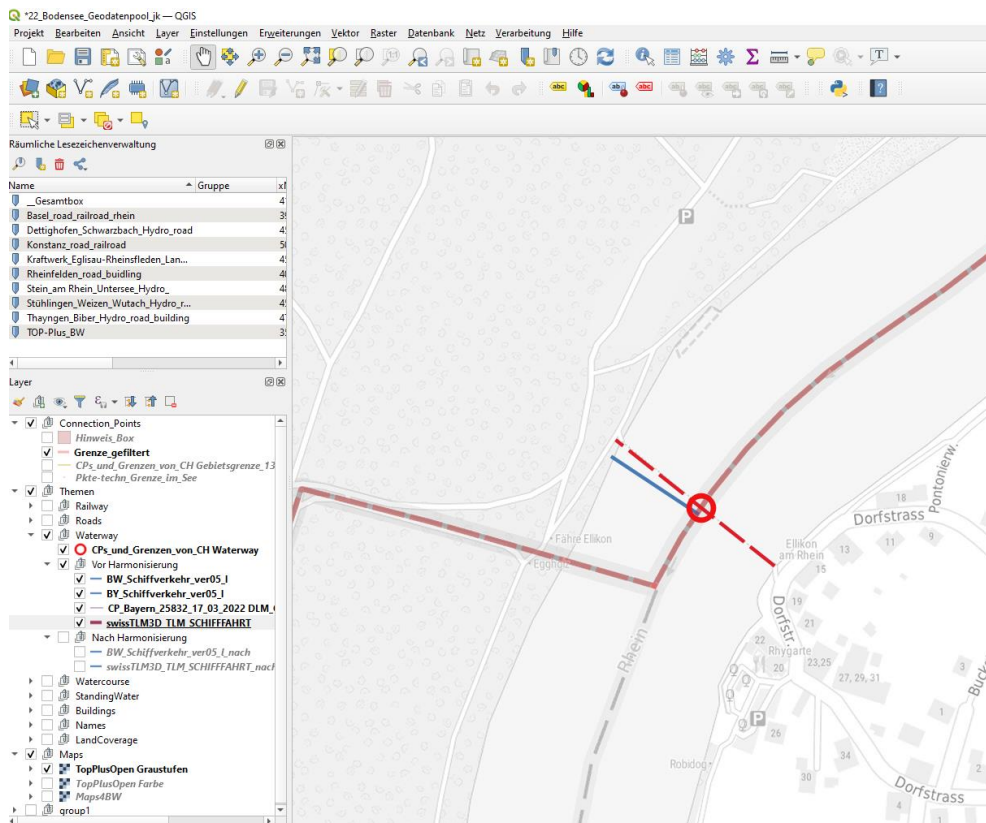 *22_Bodensee_Geodatenpool_jk — QGIS
Projekt Bearbeiten Ansicht Layer Einstellungen Erweiterungen Vektor Raster Datenbank Netz Verarbeitung Hilfe
Räumliche Lesezeichenverwaltung
Name Gruppe
__Gesamtbox
Basel_road_railroad_rhein
Dettighofen_Schwarzbach_Hydro_road
Konstanz_road_railroad
Kraftwerk_Eglisau-Rheinsfleden_Lan...
Rheinfelden_road_buidling
Stein_am Rhein_Untersee_Hydro_
Stühlingen_Weizen_Wutach_Hydro_r...
Thayngen_Biber_Hydro_road_building
TOP-Plus_BW
Layer
Connection_Points
Hinweis_Box
Grenze_gefiltert
CPs_und_Grenzen_von_CH Gebietsgrenze_13
Pkte-techn_Grenze_im_See
Themen
Railway
Roads
Waterway
CPs_und_Grenzen_von_CH Waterway
Vor Harmonisierung
BW_Schiffverkehr_ver05_l
BY_Schiffverkehr_ver05_l
CP_Bayern_25832_17_03_2022 DLM_
swissTLM3D_TLM_SCHIFFFAHRT
Nach Harmonisierung
BW_Schiffverkehr_ver05_l_nach
swissTLM3D_TLM_SCHIFFFAHRT_nach
Watercourse
StandingWater
Buildings
Names
LandCoverage
Maps
TopPlusOpen Graustufen
TopPlusOpen Farbe
Maps4BW
group1
P
Pontonierw.
18
Dorfstrass
9
11
Fähre Ellikon
Ellikon
am Rhein
13
15
Dorfstr.
19
21
Rhein
22
Rhygarte
20
23,25
27, 29, 31
3
Buck
1
P
26
34
2
Robidog
30
Dorfstrass
4
1